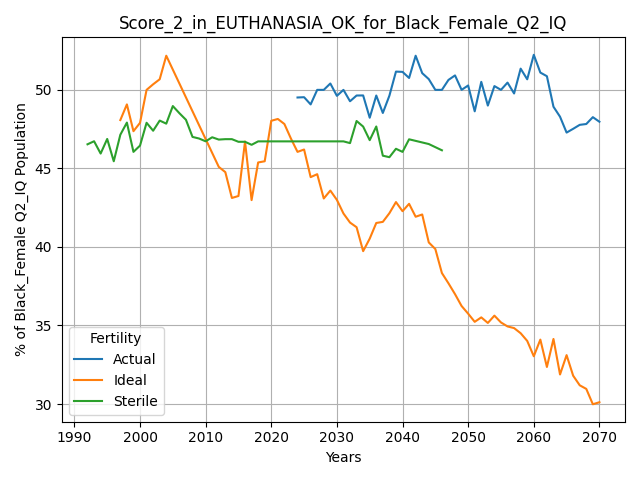 Score_2_in_EUTHANASIA_OK_for_Black_Female_Q2_IQ
% of Black_Female Q2_IQ Population
50
45
40
35
30
Fertility
Actual
Ideal
Sterile
1990 2000 2010 2020 2030 2040 2050 2060 2070
Years